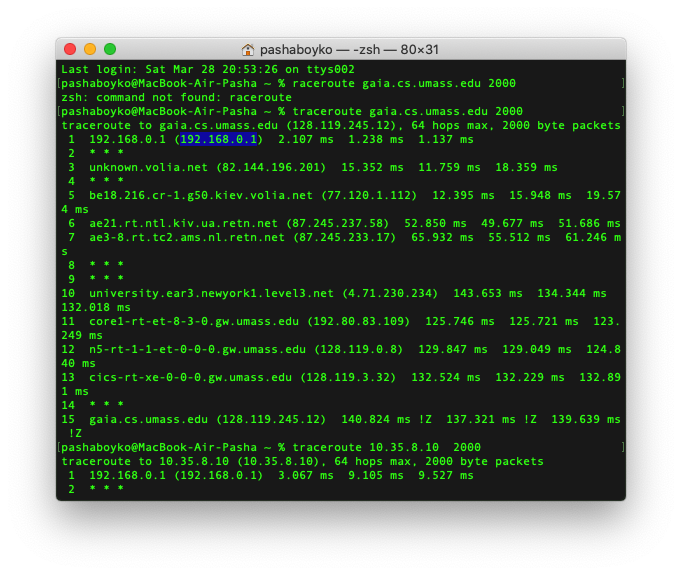 pashaboyko — -zsh — 80×31
Last login: Sat Mar 28 20:53:26 on ttys002
[pashaboyko@MacBook-Air-Pasha ~ % raceroute gaia.cs.umass.edu 2000 ]
zsh: command not found: raceroute
[pashaboyko@MacBook-Air-Pasha ~ % traceroute gaia.cs.umass.edu 2000 ]
traceroute to gaia.cs.umass.edu (128.119.245.12), 64 hops max, 2000 byte packets
 1  192.168.0.1 (192.168.0.1)  2.107 ms  1.238 ms  1.137 ms
 2  * * *
 3  unknown.volia.net (82.144.196.201)  15.352 ms  11.759 ms  18.359 ms
 4  * * *
 5  be18.216.cr-1.g50.kiev.volia.net (77.120.1.112)  12.395 ms  15.948 ms  19.57
4 ms
 6  ae21.rt.ntl.kiv.ua.retn.net (87.245.237.58)  52.850 ms  49.677 ms  51.686 ms
 7  ae3-8.rt.tc2.ams.nl.retn.net (87.245.233.17)  65.932 ms  55.512 ms  61.246 m
s
 8  * * *
 9  * * *
10  university.ear3.newyork1.level3.net (4.71.230.234)  143.653 ms  134.344 ms
132.018 ms
11  core1-rt-et-8-3-0.gw.umass.edu (192.80.83.109)  125.746 ms  125.721 ms  123.
249 ms
12  n5-rt-1-1-et-0-0-0.gw.umass.edu (128.119.0.8)  129.847 ms  129.049 ms  124.8
40 ms
13  cics-rt-xe-0-0-0.gw.umass.edu (128.119.3.32)  132.524 ms  132.229 ms  132.89
1 ms
14  * * *
15  gaia.cs.umass.edu (128.119.245.12)  140.824 ms !Z  137.321 ms !Z  139.639 ms
 !Z
[pashaboyko@MacBook-Air-Pasha ~ % traceroute 10.35.8.10  2000 ]
traceroute to 10.35.8.10 (10.35.8.10), 64 hops max, 2000 byte packets
 1  192.168.0.1 (192.168.0.1)  3.067 ms  9.105 ms  9.527 ms
 2  * * *